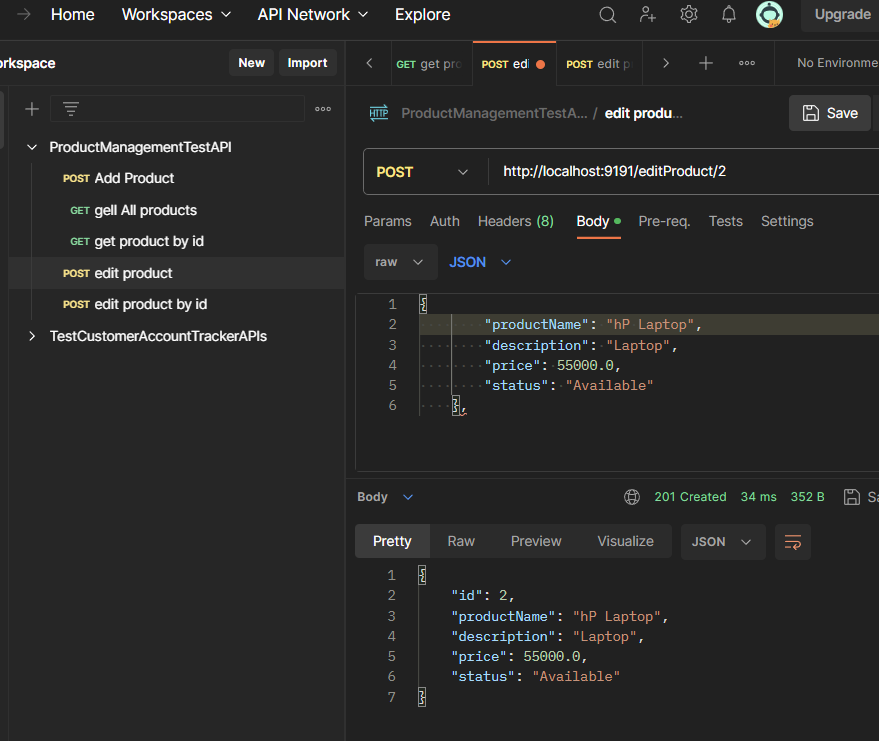 Home Workspaces API Network Explore Upgrade
rkspace New Import GET get pro POST edi POST edit p No Environme
HTTP ProductManagementTestA... / edit produ... Save
ProductManagementTestAPI
POST Add Product
GET gell All products
GET get product by id
POST edit product
POST edit product by id
TestCustomerAccountTrackerAPIs
POST http://localhost:9191/editProduct/2
Params Auth Headers (8) Body Pre-req. Tests Settings
raw JSON
1 {
2 "productName": "hP Laptop",
3 "description": "Laptop",
4 "price": 55000.0,
5 "status": "Available"
6 },
Body 201 Created 34 ms 352 B Sa
Pretty Raw Preview Visualize JSON
1 {
2 "id": 2,
3 "productName": "hP Laptop",
4 "description": "Laptop",
5 "price": 55000.0,
6 "status": "Available"
7 }